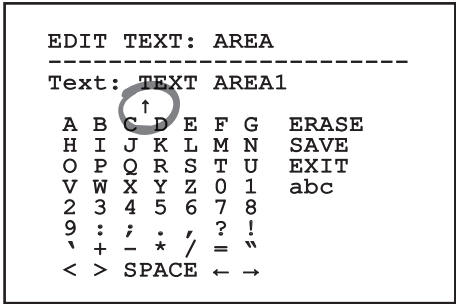 EDIT TEXT: AREA
------------------------
Text: TEXT AREA1
↑
A B C D E F G ERASE
H I J K L M N SAVE
O P Q R S T U EXIT
V W X Y Z 0 1 abc
2 3 4 5 6 7 8
9 : ; . , ? !
‵ + - * / = ‶
< > SPACE ← →